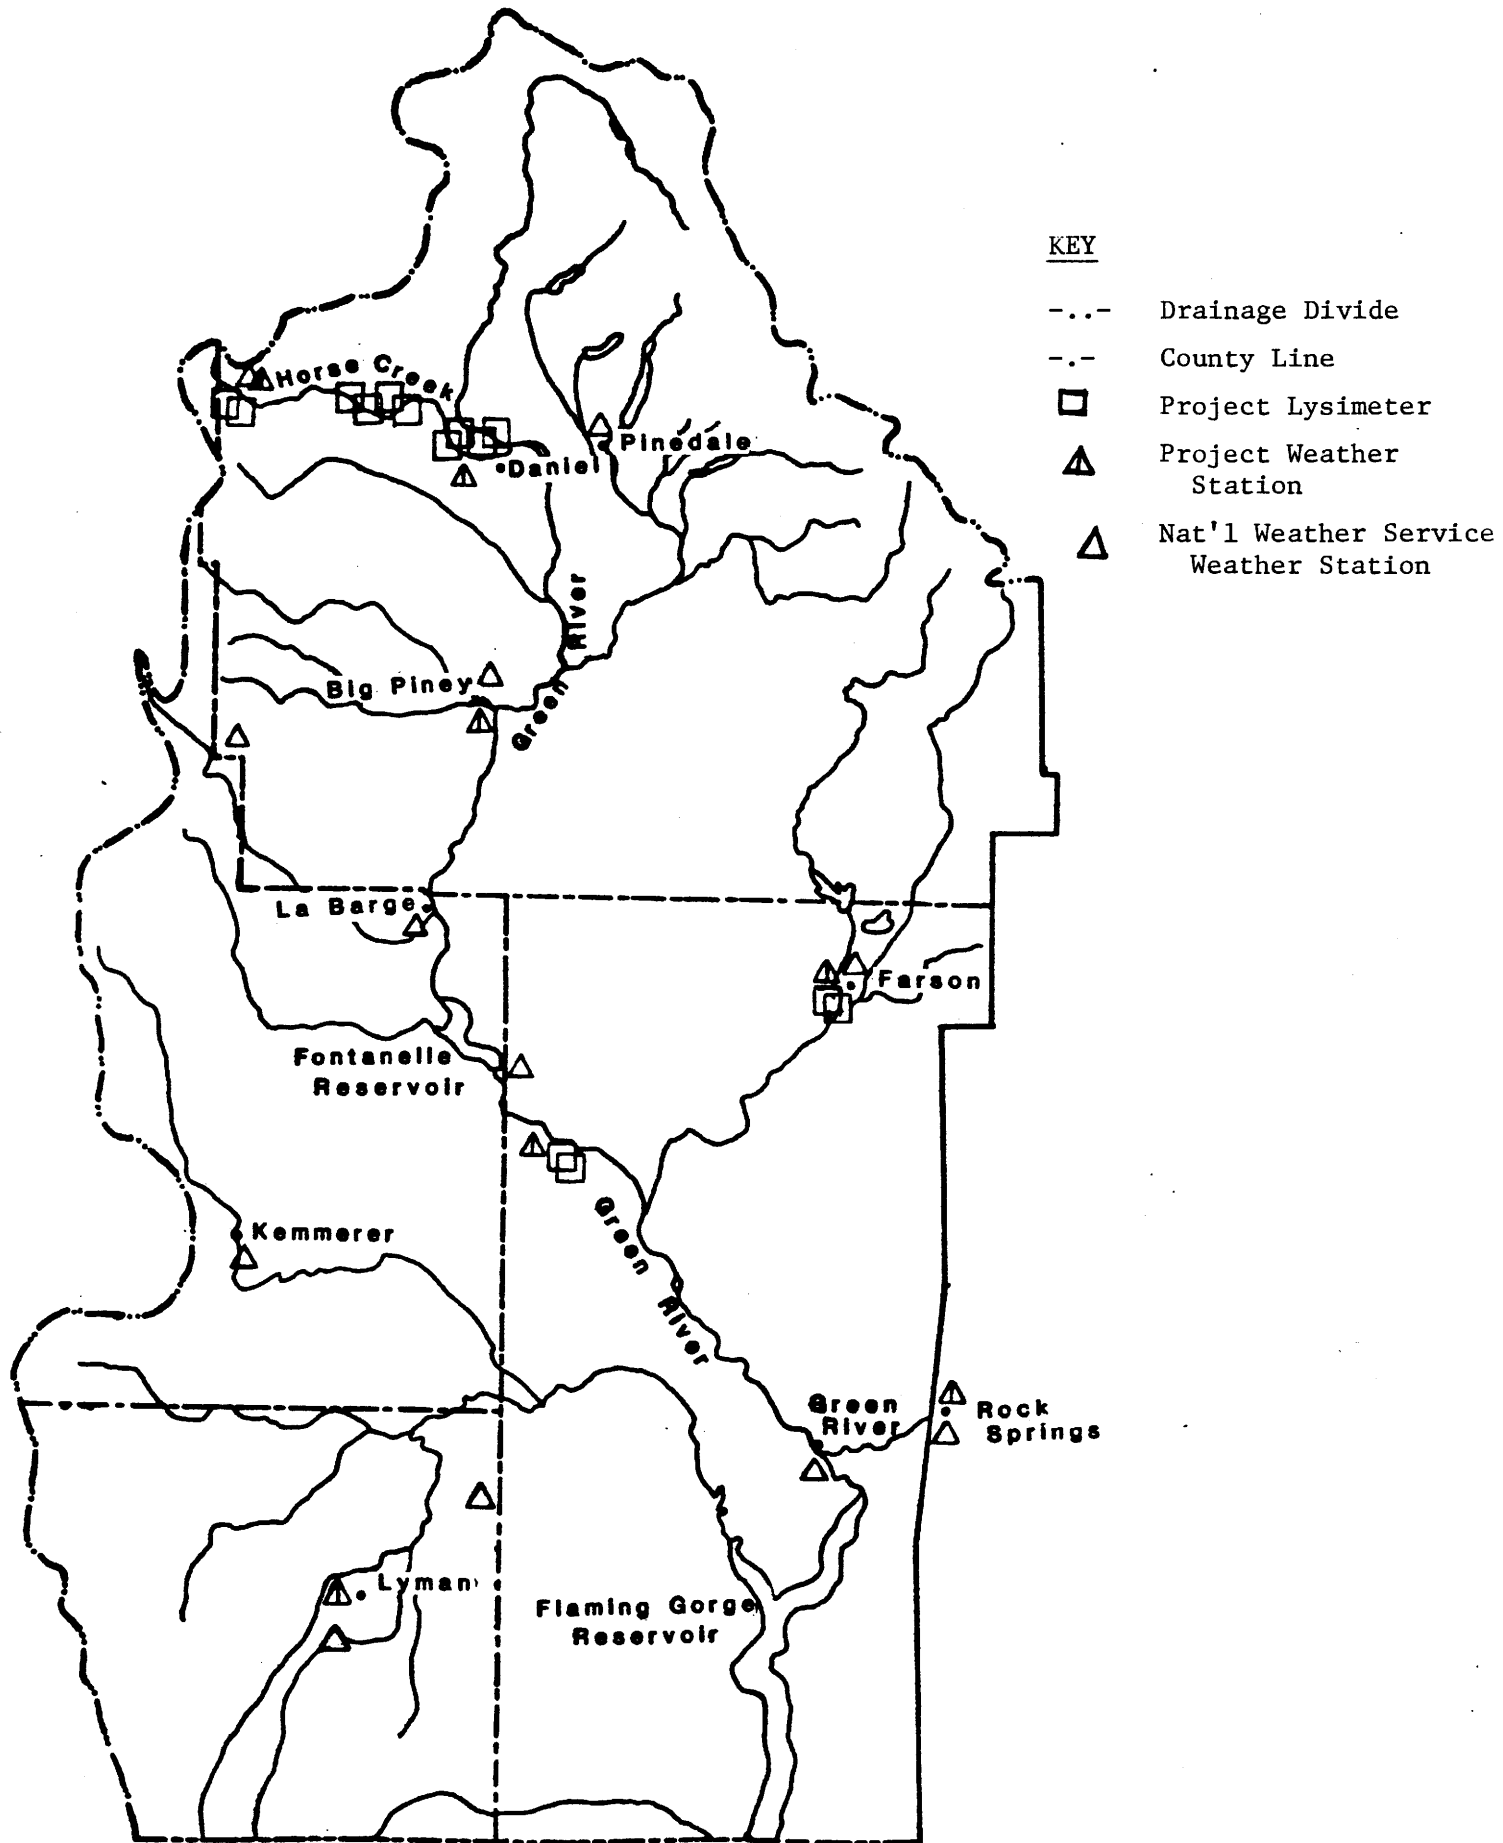 KEY
-..- Drainage Divide
-.- County Line
Project Lysimeter
Project Weather
Station
Nat'l Weather Service
Weather Station
Horse Creek
Pinedale
Daniel
Green River
Big Piney
La Barge
Farson
Fontanelle
Reservoir
Green River
Kemmerer
Green
River
Rock
Springs
Lyman
Flaming Gorge
Reservoir